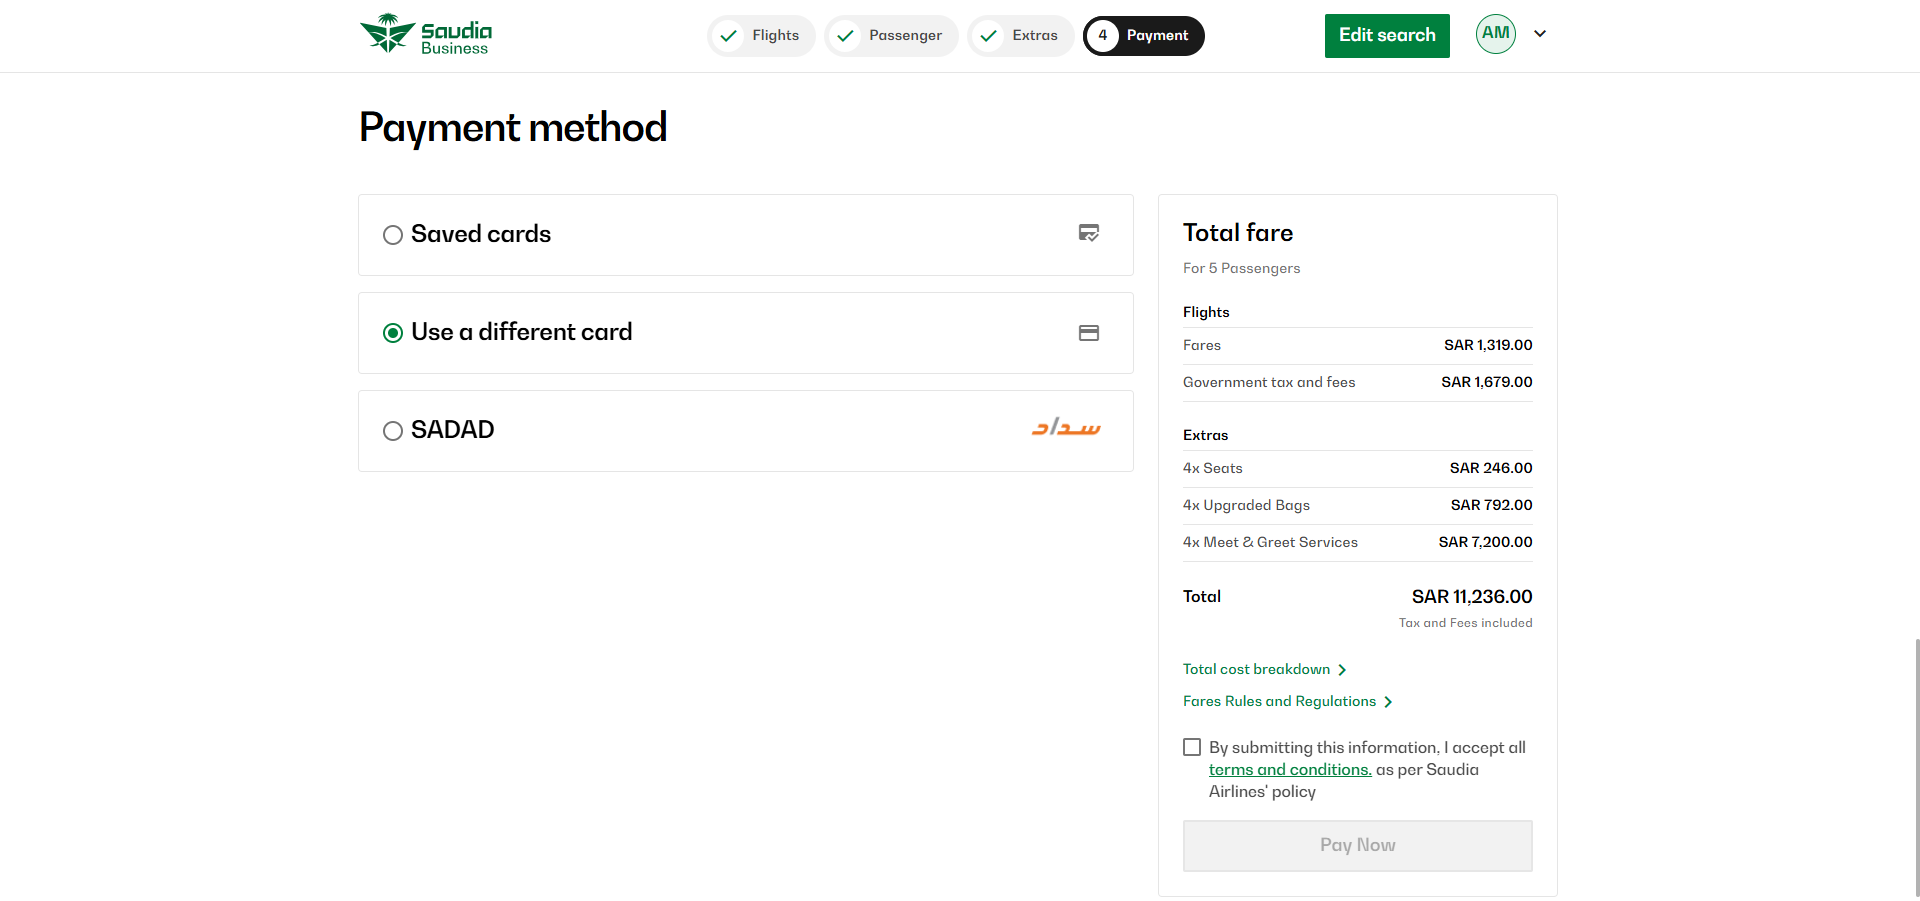 Saudia
Business
Flights
Passenger
Extras
4 Payment
Edit search
AM
Payment method
Saved cards
Use a different card
SADAD
سداد
Total fare
For 5 Passengers
Flights
Fares SAR 1,319.00
Government tax and fees SAR 1,679.00
Extras
4x Seats SAR 246.00
4x Upgraded Bags SAR 792.00
4x Meet & Greet Services SAR 7,200.00
Total SAR 11,236.00
Tax and Fees included
Total cost breakdown
Fares Rules and Regulations
By submitting this information, I accept all
terms and conditions. as per Saudia
Airlines' policy
Pay Now